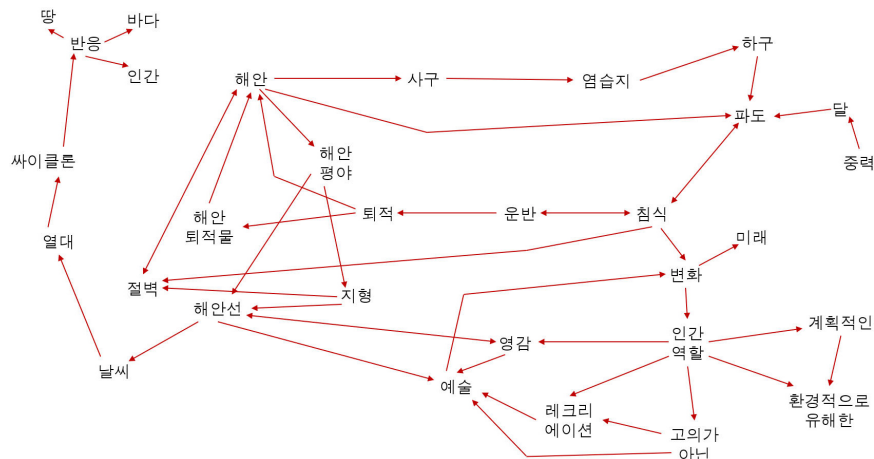 땅
바다
반응
인간
하구
해안
사구
염습지
파도
달
싸이클론
해안
평야
중력
해안
퇴적물
퇴적
운반
침식
열대
미래
절벽
변화
지형
해안선
계획적인
인간
역할
영감
날씨
예술
환경적으로
유해한
레크리
에이션
고의가
아닌